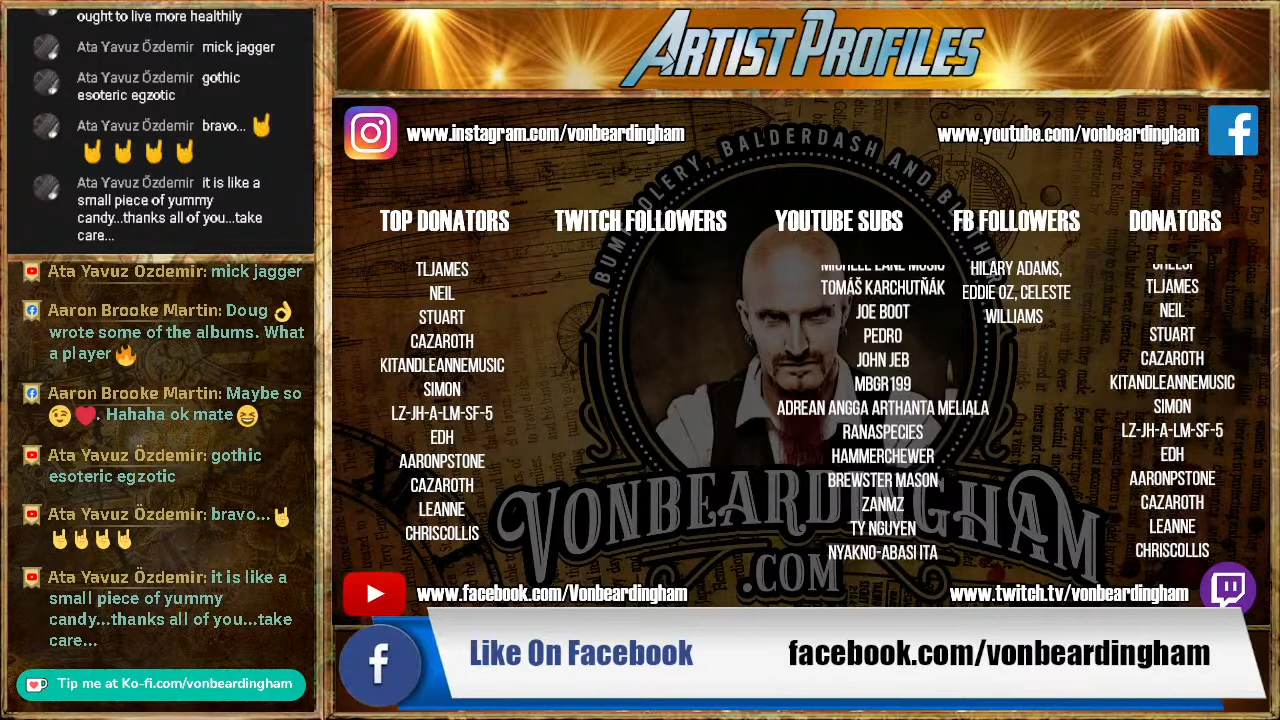 ought to live more healthily
Ata Yavuz Özdemir mick jagger
Ata Yavuz Özdemir gothic
esoteric egzotic
Ata Yavuz Özdemir bravo... 🤘
🤘 🤘 🤘 🤘
Ata Yavuz Özdemir it is like a
small piece of yummy
candy...thanks all of you...take
care...
Ata Yavuz Özdemir: mick jagger
Aaron Brooke Martin: Doug 👌
wrote some of the albums. What
a player 🔥
Aaron Brooke Martin: Maybe so
😉❤️. Hahaha ok mate 😆
Ata Yavuz Özdemir: gothic
esoteric egzotic
Ata Yavuz Özdemir: bravo...🤘
🤘🤘🤘🤘
Ata Yavuz Özdemir: it is like a
small piece of yummy
candy...thanks all of you...take
care...
Tip me at Ko-fi.com/vonbeardingham
ARTIST PROFILES
www.instagram.com/vonbeardingham
www.youtube.com/vonbeardingham
BALDERDASH AND
TOP DONATORS
TLJAMES
NEIL
STUART
CAZAROTH
KITANDLEANNEMUSIC
SIMON
LZ-JH-A-LM-SF-5
EDH
AARONPSTONE
CAZAROTH
LEANNE
CHRISCOLLIS
TWITCH FOLLOWERS
YOUTUBE SUBS
MICHELE LANE MUSIC
TOMÁŠ KARCHUTŇÁK
JOE BOOT
PEDRO
JOHN JEB
MBGR199
ADREAN ANGGA ARTHANTA MELIALA
RANASPECIES
HAMMERCHEWER
BREWSTER MASON
ZANMZ
TY NGUYEN
NYAKNO-ABASI ITA
FB FOLLOWERS
HILARY ADAMS,
EDDIE OZ, CELESTE
WILLIAMS
DONATORS
TLJAMES
NEIL
STUART
CAZAROTH
KITANDLEANNEMUSIC
SIMON
LZ-JH-A-LM-SF-5
EDH
AARONPSTONE
CAZAROTH
LEANNE
CHRISCOLLIS
VONBEARDINGHAM
.COM
www.facebook.com/Vonbeardingham
www.twitch.tv/vonbeardingham
Like On Facebook
facebook.com/vonbeardingham